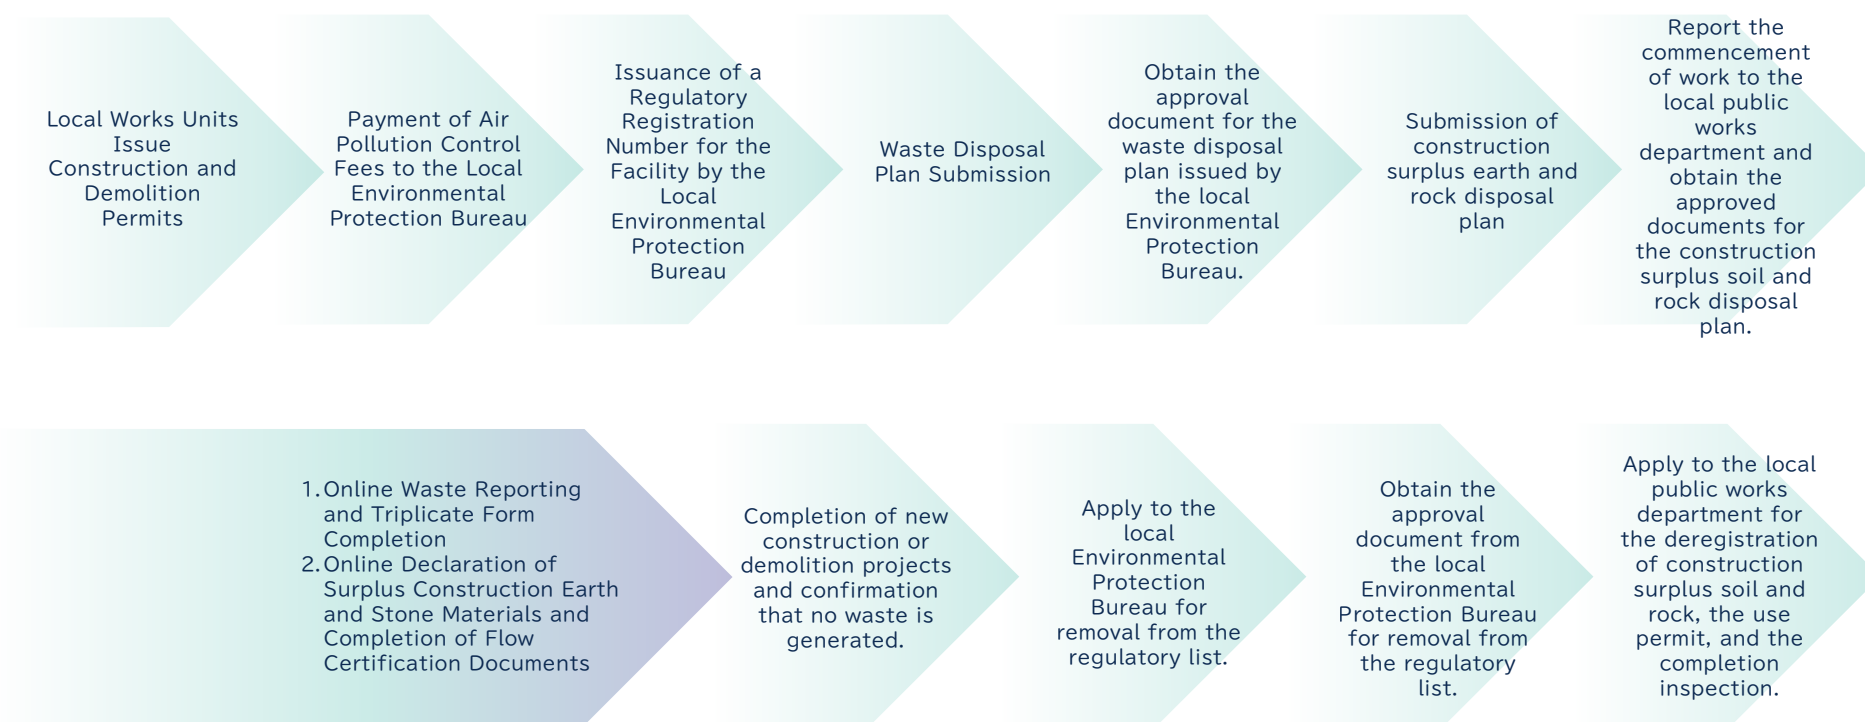 Local Works Units
Issue
Construction and
Demolition
Permits
Payment of Air
Pollution Control
Fees to the Local
Environmental
Protection Bureau
Issuance of a
Regulatory
Registration
Number for the
Facility by the
Local
Environmental
Protection
Bureau
Waste Disposal
Plan Submission
Obtain the
approval
document for the
waste disposal
plan issued by
the local
Environmental
Protection
Bureau.
Submission of
construction
surplus earth and
rock disposal
plan
Report the
commencement
of work to the
local public
works
department and
obtain the
approved
documents for
the construction
surplus soil and
rock disposal
plan.
1. Online Waste Reporting
and Triplicate Form
Completion
2. Online Declaration of
Surplus Construction Earth
and Stone Materials and
Completion of Flow
Certification Documents
Completion of new
construction or
demolition projects
and confirmation
that no waste is
generated.
Apply to the
local
Environmental
Protection
Bureau for
removal from the
regulatory list.
Obtain the
approval
document from
the local
Environmental
Protection Bureau
for removal from
the regulatory
list.
Apply to the local
public works
department for
the deregistration
of construction
surplus soil and
rock, the use
permit, and the
completion
inspection.